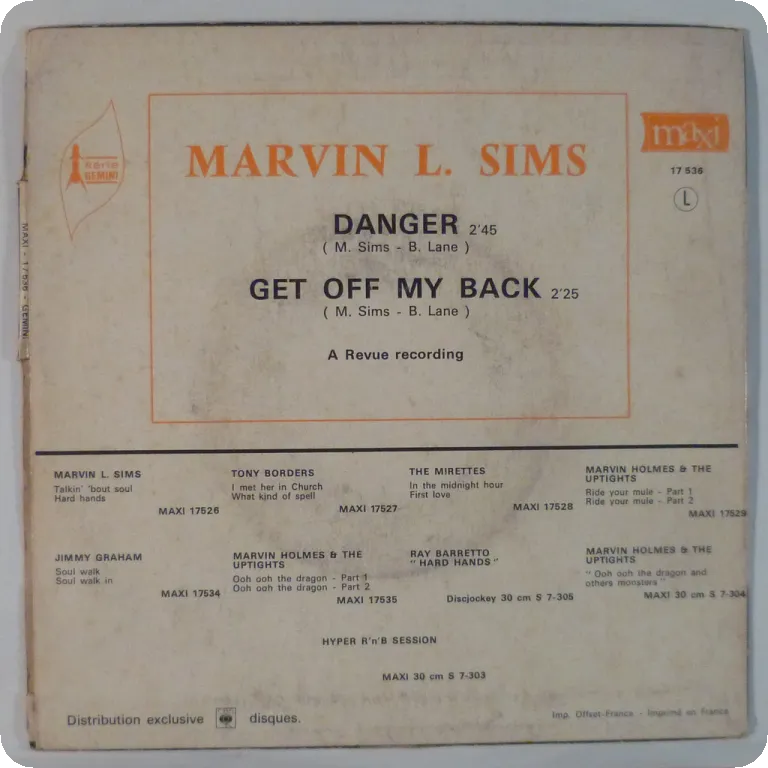 Série
GEMINI
MARVIN L. SIMS
maxi
17 536
L
DANGER 2'45
( M. Sims - B. Lane )
GET OFF MY BACK 2'25
( M. Sims - B. Lane )
A Revue recording
MAXI - 17 536 - GEMINI
MARVIN L. SIMS
Talkin' 'bout soul
Hard hands
MAXI 17526
TONY BORDERS
I met her in Church
What kind of spell
MAXI 17527
THE MIRETTES
In the midnight hour
First love
MAXI 17528
MARVIN HOLMES & THE
UPTIGHTS
Ride your mule - Part 1
Ride your mule - Part 2
MAXI 17529
JIMMY GRAHAM
Soul walk
Soul walk in
MAXI 17534
MARVIN HOLMES & THE
UPTIGHTS
Ooh ooh the dragon - Part 1
Ooh ooh the dragon - Part 2
MAXI 17535
RAY BARRETTO
" HARD HANDS "
Discjockey 30 cm S 7-305
MARVIN HOLMES & THE
UPTIGHTS
" Ooh ooh the dragon and
others moosters "
MAXI 30 cm S 7-304
HYPER R'n'B SESSION
MAXI 30 cm S 7-303
Distribution exclusive CBS disques.
Imp. Offset-France - Imprimé en France